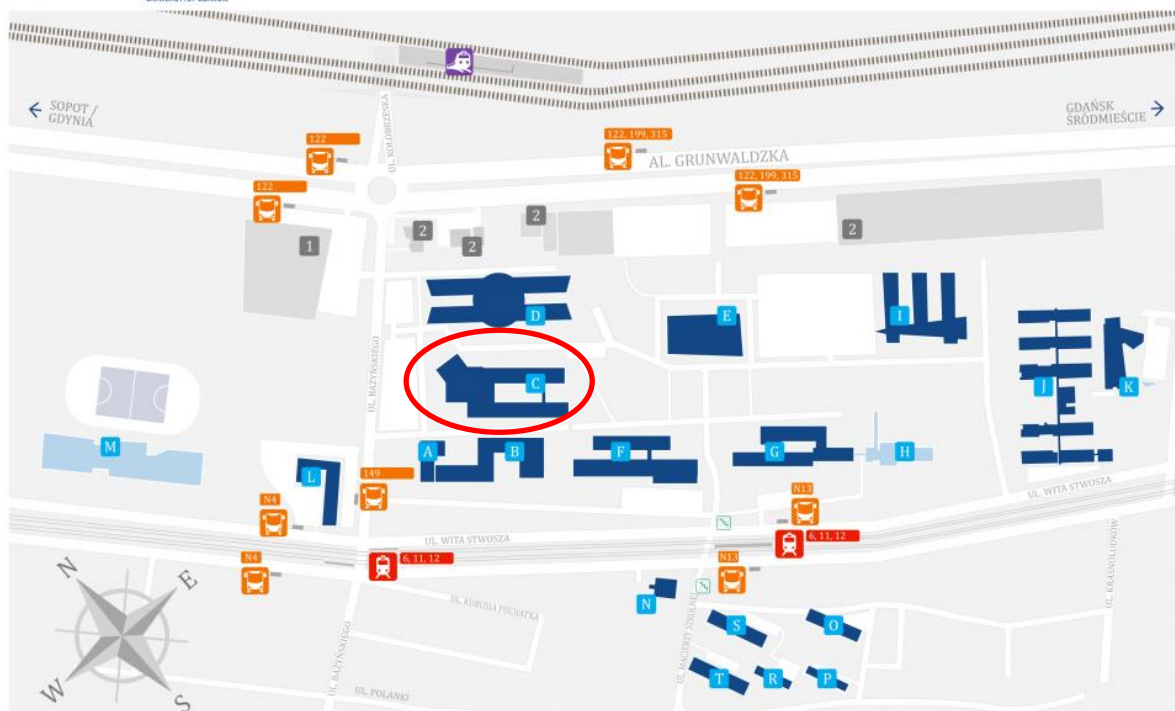 SOPOT /
GDYNIA
GDAŃSK
ŚRÓDMIEŚCIE
UL. KOŁOBRZESKA
122
122, 199, 315
AL. GRUNWALDZKA
122
122, 199, 315
1
2
2
2
2
D
E
I
C
J
K
UL. BAŻYŃSKIEGO
M
A
B
F
G
H
L
149
N4
N13
UL. WITA STWOSZA
UL. WITA STWOSZA
6, 11, 12
6, 11, 12
N4
N13
N
E
W
S
N
UL. KUBUSIA PUCHATKA
UL. MACIERZY SZKOLNEJ
UL. KRASNOLUDKÓW
UL. BAŻYŃSKIEGO
S
O
T
R
P
UL. POLANKI